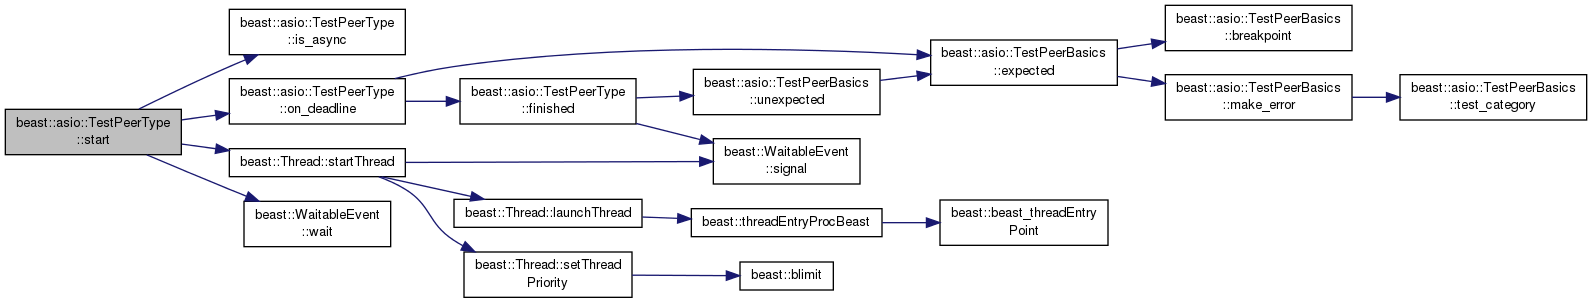 beast::asio::TestPeerType
::start
beast::asio::TestPeerType
::is_async
beast::asio::TestPeerType
::on_deadline
beast::Thread::startThread
beast::WaitableEvent
::wait
beast::asio::TestPeerType
::finished
beast::Thread::launchThread
beast::Thread::setThread
Priority
beast::asio::TestPeerBasics
::unexpected
beast::WaitableEvent
::signal
beast::threadEntryProcBeast
beast::blimit
beast::asio::TestPeerBasics
::expected
beast::beast_threadEntry
Point
beast::asio::TestPeerBasics
::breakpoint
beast::asio::TestPeerBasics
::make_error
beast::asio::TestPeerBasics
::test_category